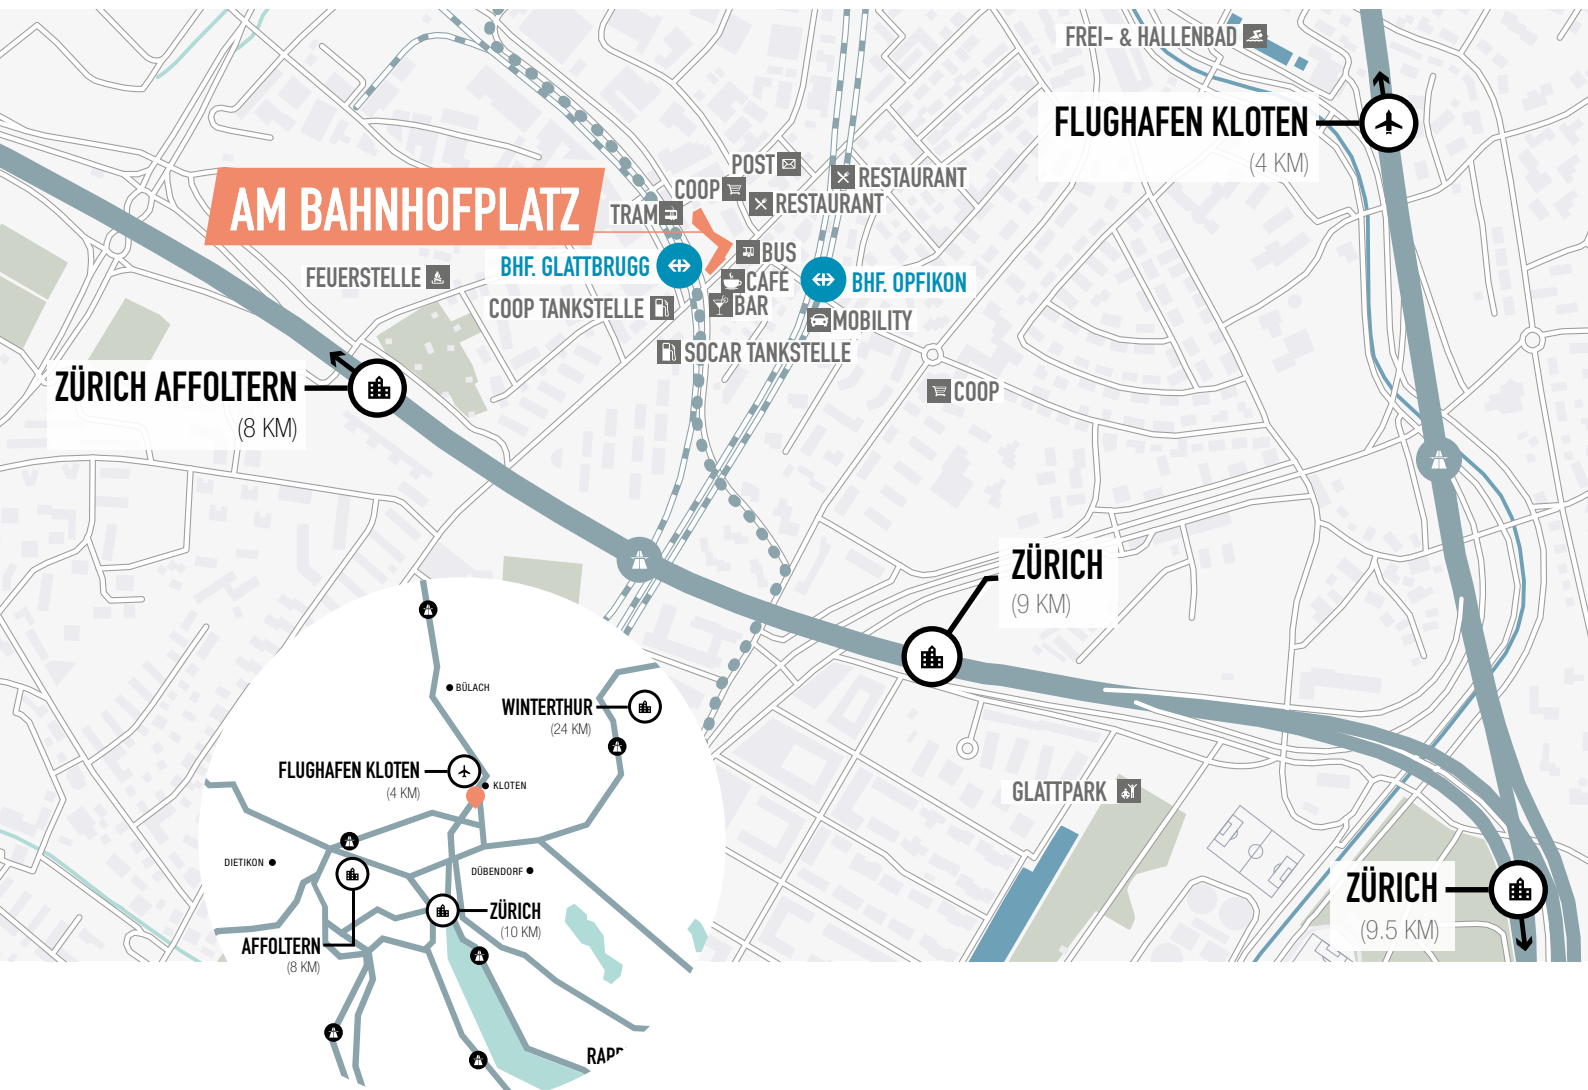 FREI- & HALLENBAD
FLUGHAFEN KLOTEN
(4 KM)
POST
RESTAURANT
COOP
RESTAURANT
AM BAHNHOFPLATZ
TRAM
BUS
BHF. GLATTBRUGG
FEUERSTELLE
CAFÉ
BHF. OPFIKON
COOP TANKSTELLE
BAR
MOBILITY
SOCAR TANKSTELLE
ZÜRICH AFFOLTERN
(8 KM)
COOP
ZÜRICH
(9 KM)
BÜLACH
WINTERTHUR
(24 KM)
FLUGHAFEN KLOTEN
(4 KM)
KLOTEN
GLATTPARK
DIETIKON
DÜBENDORF
ZÜRICH
(9.5 KM)
ZÜRICH
(10 KM)
AFFOLTERN
(8 KM)